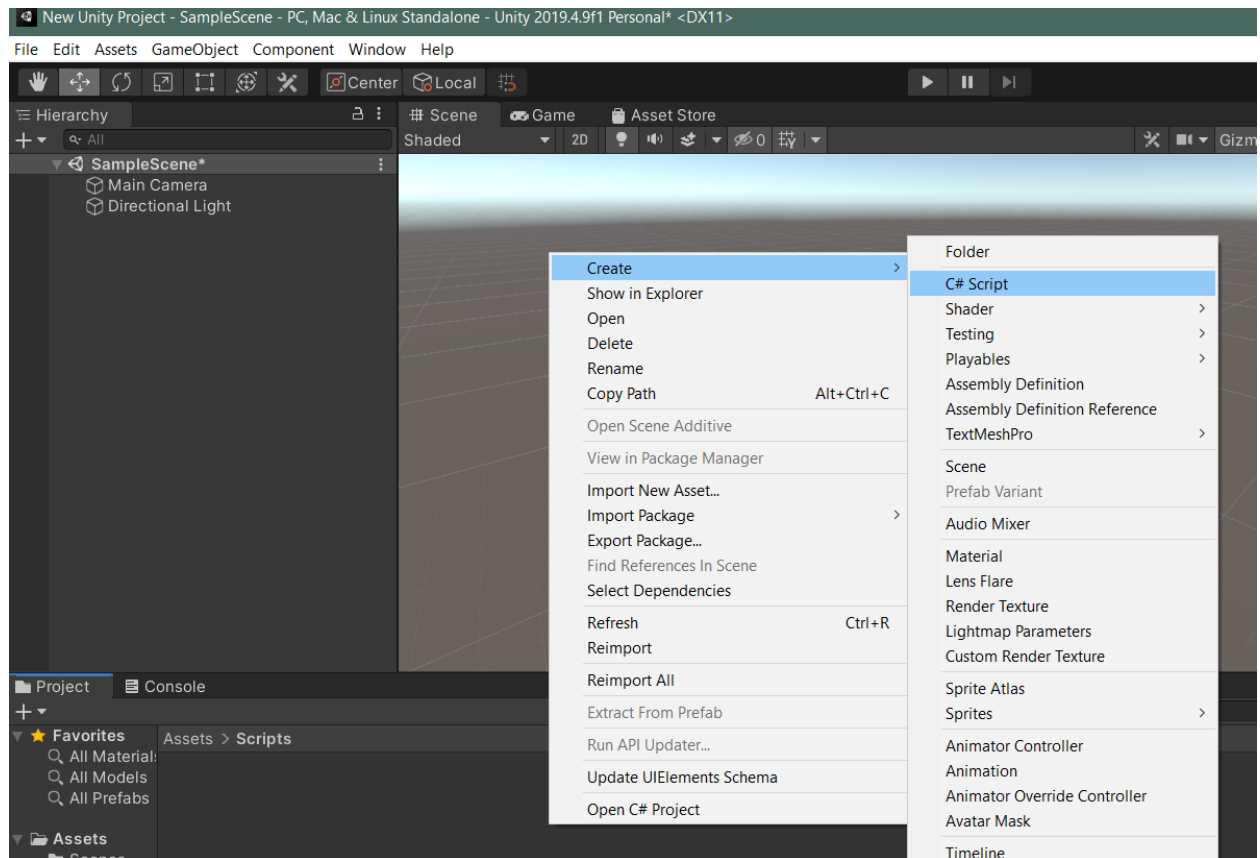 New Unity Project - SampleScene - PC, Mac & Linux Standalone - Unity 2019.4.9f1 Personal* <DX11>
File Edit Assets GameObject Component Window Help
Center Local
Hierarchy
Scene Game Asset Store
All
Shaded 2D 0
SampleScene*
Main Camera
Directional Light
Create
Show in Explorer
Open
Delete
Rename
Copy Path Alt+Ctrl+C
Open Scene Additive
View in Package Manager
Import New Asset...
Import Package
Export Package...
Find References In Scene
Select Dependencies
Refresh Ctrl+R
Reimport
Reimport All
Extract From Prefab
Run API Updater...
Update UIElements Schema
Open C# Project
Folder
C# Script
Shader
Testing
Playables
Assembly Definition
Assembly Definition Reference
TextMeshPro
Scene
Prefab Variant
Audio Mixer
Material
Lens Flare
Render Texture
Lightmap Parameters
Custom Render Texture
Sprite Atlas
Sprites
Animator Controller
Animation
Animator Override Controller
Avatar Mask
Timeline
Project Console
Favorites
All Material
All Models
All Prefabs
Assets
Assets > Scripts